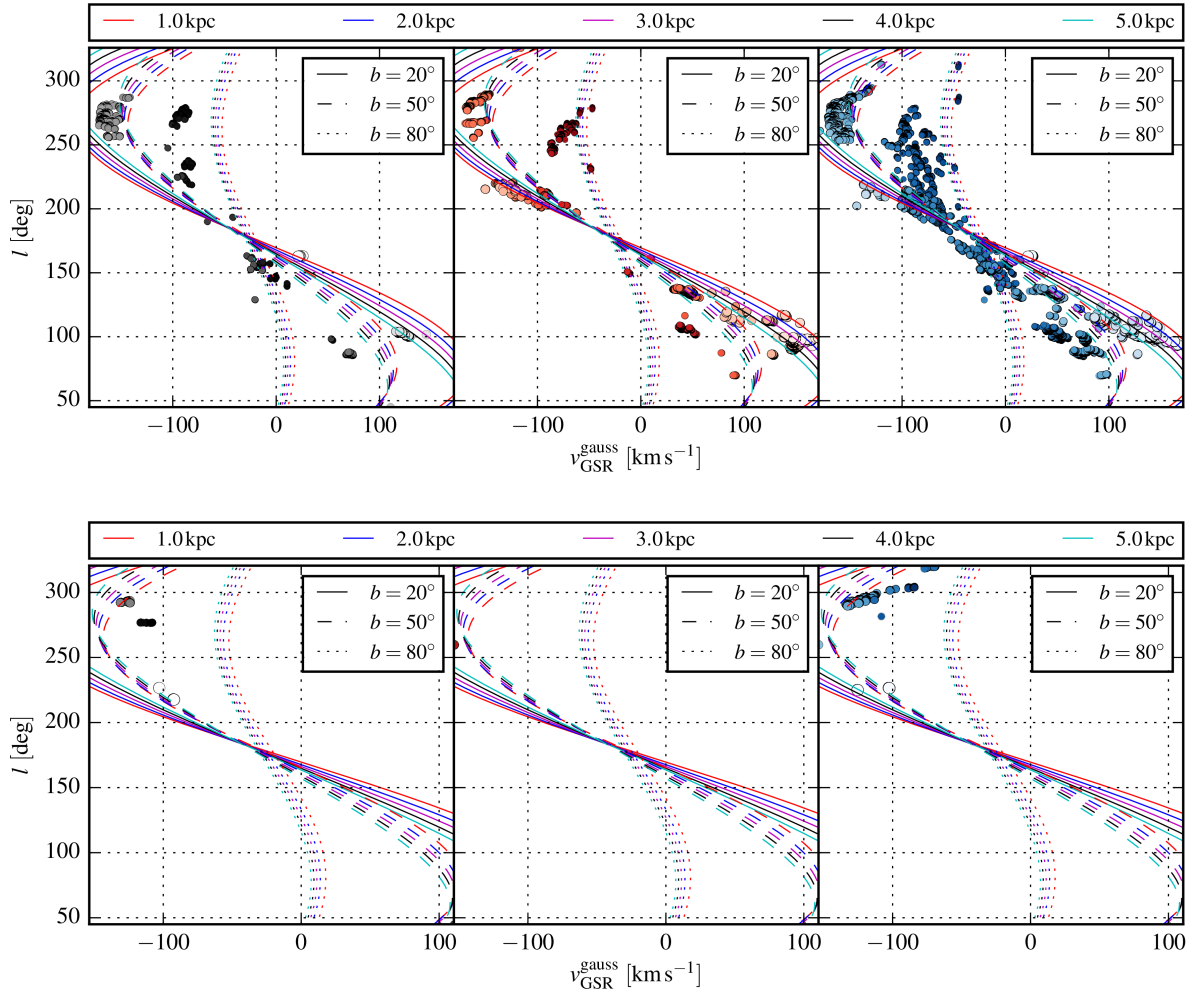 1.0 kpc 2.0 kpc 3.0 kpc 4.0 kpc 5.0 kpc
300
250
200
150
100
50
l [deg]
b = 20°
b = 50°
b = 80°
b = 20°
b = 50°
b = 80°
b = 20°
b = 50°
b = 80°
−100 0 100 −100 0 100 −100 0 100
v_GSR^gauss [km s⁻¹]
1.0 kpc 2.0 kpc 3.0 kpc 4.0 kpc 5.0 kpc
300
250
200
150
100
50
l [deg]
b = 20°
b = 50°
b = 80°
b = 20°
b = 50°
b = 80°
b = 20°
b = 50°
b = 80°
−100 0 100 −100 0 100 −100 0 100
v_GSR^gauss [km s⁻¹]